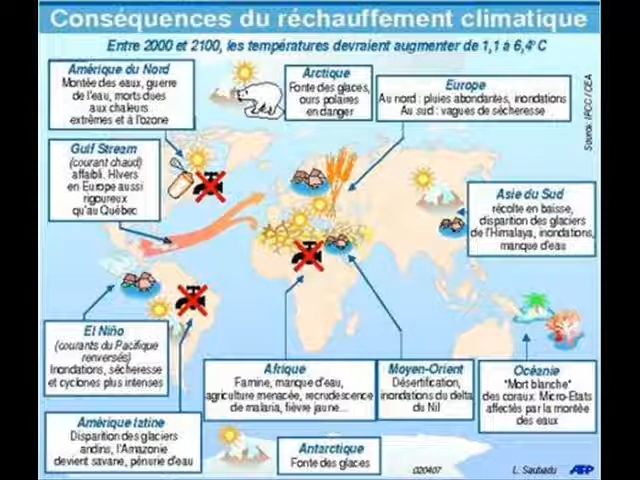 Conséquences du réchauffement climatique
Entre 2000 et 2100, les températures devraient augmenter de 1,1 à 6,4°C
Amérique du Nord
Montée des eaux, guerre
de l'eau, morts dues
aux chaleurs
extrêmes et à l'ozone
Arctique
Fonte des glaces,
ours polaires
en danger
Europe
Au nord : pluies abondantes, inondations
Au sud : vagues de sécheresse
Source: IPCC / CEA
Gulf Stream
(courant chaud)
affaibli. Hivers
en Europe aussi
rigoureux
qu'au Québec
Asie du Sud
récolte en baisse,
disparition des glaciers
de l'Himalaya, inondations,
manque d'eau
El Niño
(courants du Pacifique
renversés)
Inondations, sécheresse
et cyclones plus intenses
Afrique
Famine, manque d'eau,
agriculture menacée, recrudescence
de malaria, fièvre jaune...
Moyen-Orient
Désertification,
inondations du delta
du Nil
Océanie
"Mort blanche"
des coraux. Micro-Etats
affectés par la montée
des eaux
Amérique latine
Disparition des glaciers
andins, l'Amazonie
devient savane, pénurie d'eau
Antarctique
Fonte des glaces
020407
L. Saubadu
AFP